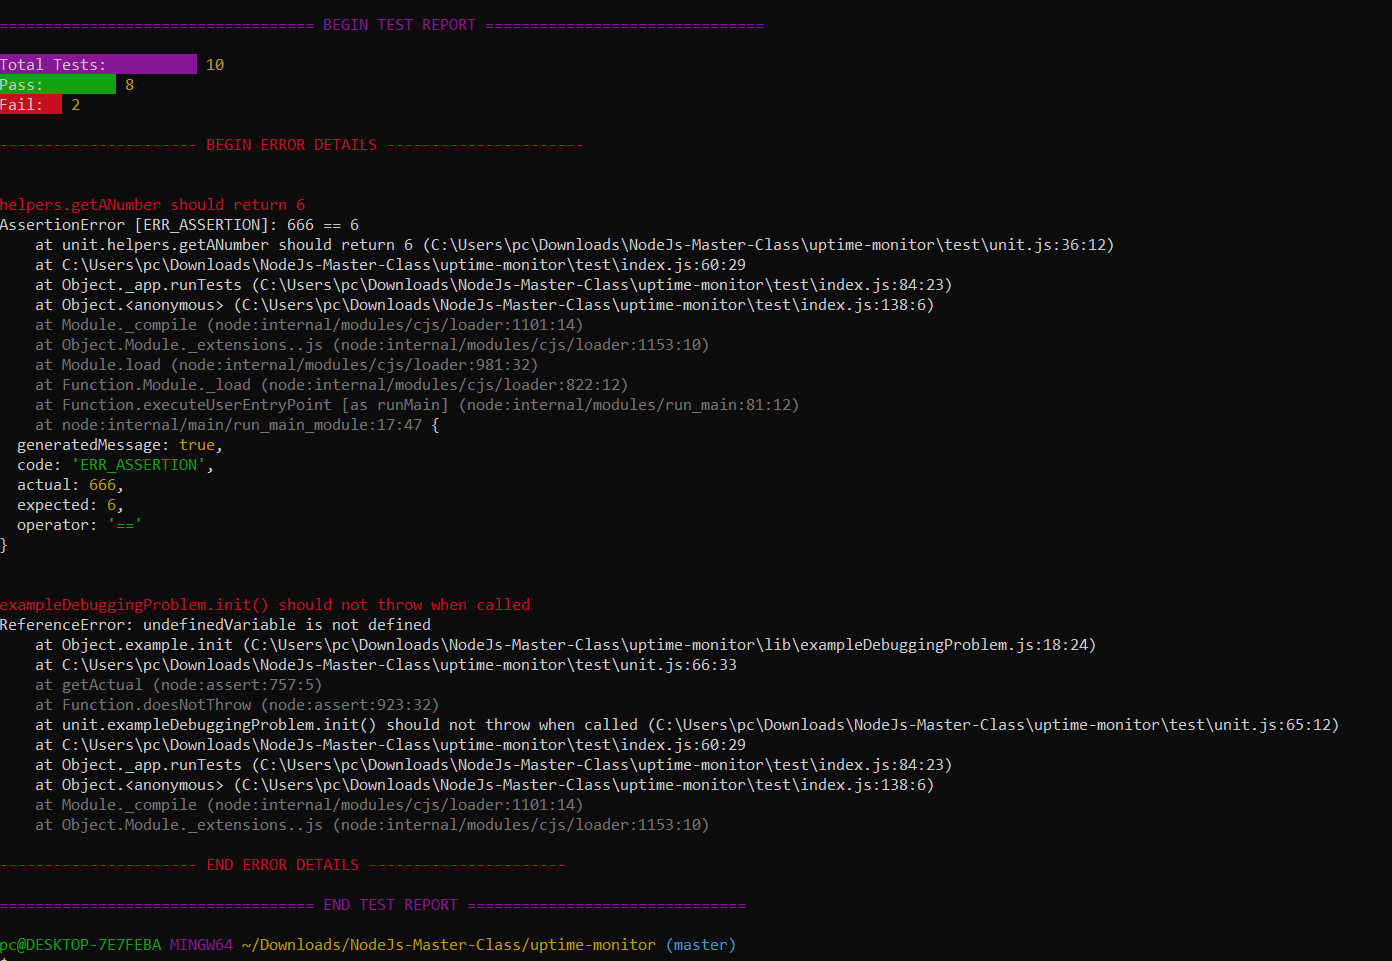 =================================== BEGIN TEST REPORT ===============================
Total Tests: 10
Pass: 8
Fail: 2
---------------------- BEGIN ERROR DETAILS ----------------------
helpers.getANumber should return 6
AssertionError [ERR_ASSERTION]: 666 == 6
    at unit.helpers.getANumber should return 6 (C:\Users\pc\Downloads\NodeJs-Master-Class\uptime-monitor\test\unit.js:36:12)
    at C:\Users\pc\Downloads\NodeJs-Master-Class\uptime-monitor\test\index.js:60:29
    at Object._app.runTests (C:\Users\pc\Downloads\NodeJs-Master-Class\uptime-monitor\test\index.js:84:23)
    at Object.<anonymous> (C:\Users\pc\Downloads\NodeJs-Master-Class\uptime-monitor\test\index.js:138:6)
    at Module._compile (node:internal/modules/cjs/loader:1101:14)
    at Object.Module._extensions..js (node:internal/modules/cjs/loader:1153:10)
    at Module.load (node:internal/modules/cjs/loader:981:32)
    at Function.Module._load (node:internal/modules/cjs/loader:822:12)
    at Function.executeUserEntryPoint [as runMain] (node:internal/modules/run_main:81:12)
    at node:internal/main/run_main_module:17:47 {
  generatedMessage: true,
  code: 'ERR_ASSERTION',
  actual: 666,
  expected: 6,
  operator: '=='
}
exampleDebuggingProblem.init() should not throw when called
ReferenceError: undefinedVariable is not defined
    at Object.example.init (C:\Users\pc\Downloads\NodeJs-Master-Class\uptime-monitor\lib\exampleDebuggingProblem.js:18:24)
    at C:\Users\pc\Downloads\NodeJs-Master-Class\uptime-monitor\test\unit.js:66:33
    at getActual (node:assert:757:5)
    at Function.doesNotThrow (node:assert:923:32)
    at unit.exampleDebuggingProblem.init() should not throw when called (C:\Users\pc\Downloads\NodeJs-Master-Class\uptime-monitor\test\unit.js:65:12)
    at C:\Users\pc\Downloads\NodeJs-Master-Class\uptime-monitor\test\index.js:60:29
    at Object._app.runTests (C:\Users\pc\Downloads\NodeJs-Master-Class\uptime-monitor\test\index.js:84:23)
    at Object.<anonymous> (C:\Users\pc\Downloads\NodeJs-Master-Class\uptime-monitor\test\index.js:138:6)
    at Module._compile (node:internal/modules/cjs/loader:1101:14)
    at Object.Module._extensions..js (node:internal/modules/cjs/loader:1153:10)
---------------------- END ERROR DETAILS ----------------------
=================================== END TEST REPORT ===============================
pc@DESKTOP-7E7FEBA MINGW64 ~/Downloads/NodeJs-Master-Class/uptime-monitor (master)